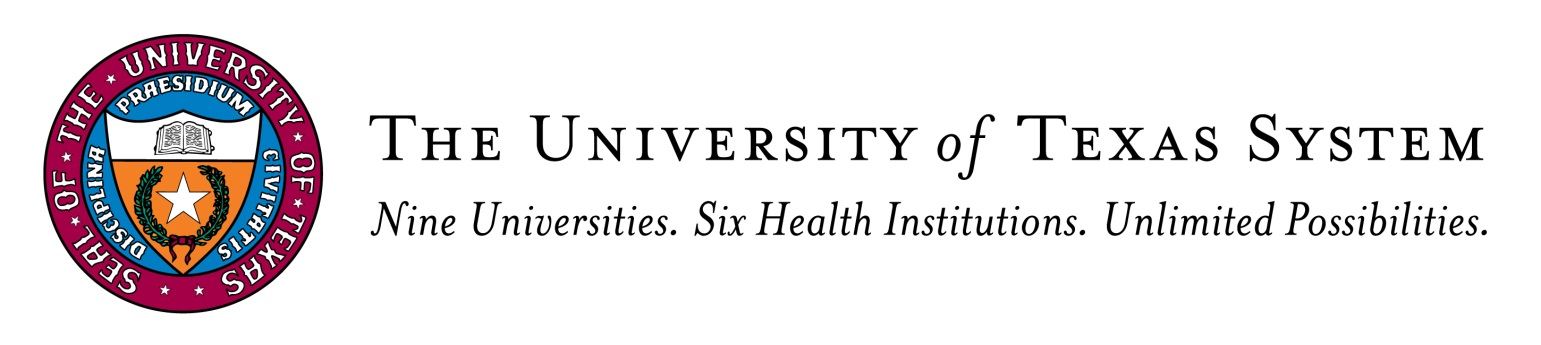 SEAL · OF · THE · UNIVERSITY · OF · TEXAS
PRAESIDIUM
DISCIPLINA
CIVITATIS
THE UNIVERSITY of TEXAS SYSTEM
Nine Universities. Six Health Institutions. Unlimited Possibilities.